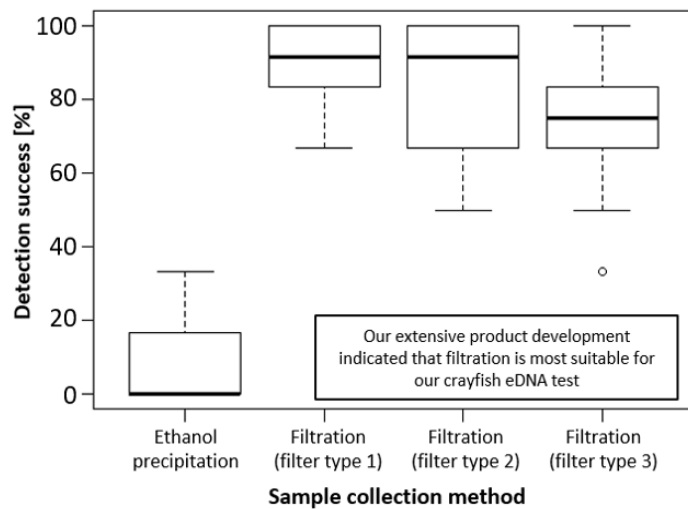 Detection success [%]
100
80
60
40
20
0
Our extensive product development
indicated that filtration is most suitable for
our crayfish eDNA test
Ethanol
precipitation
Filtration
(filter type 1)
Filtration
(filter type 2)
Filtration
(filter type 3)
Sample collection method